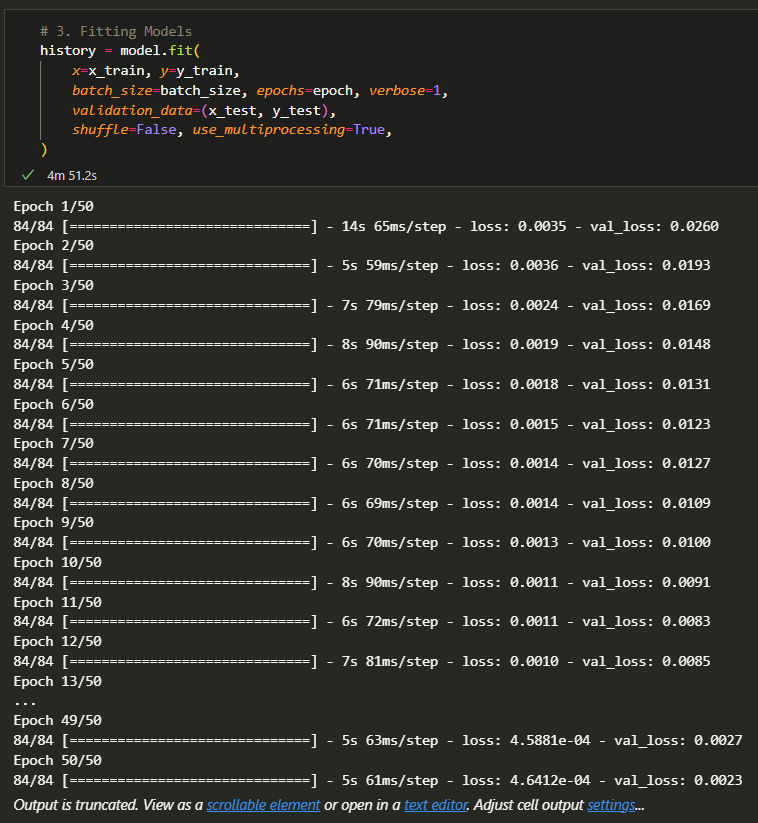 # 3. Fitting Models
history = model.fit(
x=x_train, y=y_train,
batch_size=batch_size, epochs=epoch, verbose=1,
validation_data=(x_test, y_test),
shuffle=False, use_multiprocessing=True,
)
4m 51.2s
Epoch 1/50
84/84 [==============================] - 14s 65ms/step - loss: 0.0035 - val_loss: 0.0260
Epoch 2/50
84/84 [==============================] - 5s 59ms/step - loss: 0.0036 - val_loss: 0.0193
Epoch 3/50
84/84 [==============================] - 7s 79ms/step - loss: 0.0024 - val_loss: 0.0169
Epoch 4/50
84/84 [==============================] - 8s 90ms/step - loss: 0.0019 - val_loss: 0.0148
Epoch 5/50
84/84 [==============================] - 6s 71ms/step - loss: 0.0018 - val_loss: 0.0131
Epoch 6/50
84/84 [==============================] - 6s 71ms/step - loss: 0.0015 - val_loss: 0.0123
Epoch 7/50
84/84 [==============================] - 6s 70ms/step - loss: 0.0014 - val_loss: 0.0127
Epoch 8/50
84/84 [==============================] - 6s 69ms/step - loss: 0.0014 - val_loss: 0.0109
Epoch 9/50
84/84 [==============================] - 6s 70ms/step - loss: 0.0013 - val_loss: 0.0100
Epoch 10/50
84/84 [==============================] - 8s 90ms/step - loss: 0.0011 - val_loss: 0.0091
Epoch 11/50
84/84 [==============================] - 6s 72ms/step - loss: 0.0011 - val_loss: 0.0083
Epoch 12/50
84/84 [==============================] - 7s 81ms/step - loss: 0.0010 - val_loss: 0.0085
Epoch 13/50
...
Epoch 49/50
84/84 [==============================] - 5s 63ms/step - loss: 4.5881e-04 - val_loss: 0.0027
Epoch 50/50
84/84 [==============================] - 5s 61ms/step - loss: 4.6412e-04 - val_loss: 0.0023
Output is truncated. View as a scrollable element or open in a text editor. Adjust cell output settings...